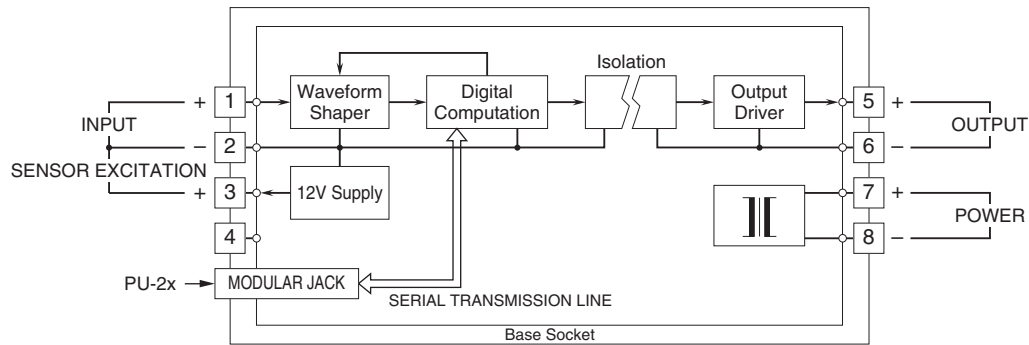 Isolation
Waveform
Shaper
Digital
Computation
Output
Driver
+ 1
5 +
INPUT
OUTPUT
− 2
6 −
SENSOR EXCITATION
+ 3
12V Supply
7 +
POWER
4
8 −
PU-2x
MODULAR JACK
SERIAL TRANSMISSION LINE
Base Socket